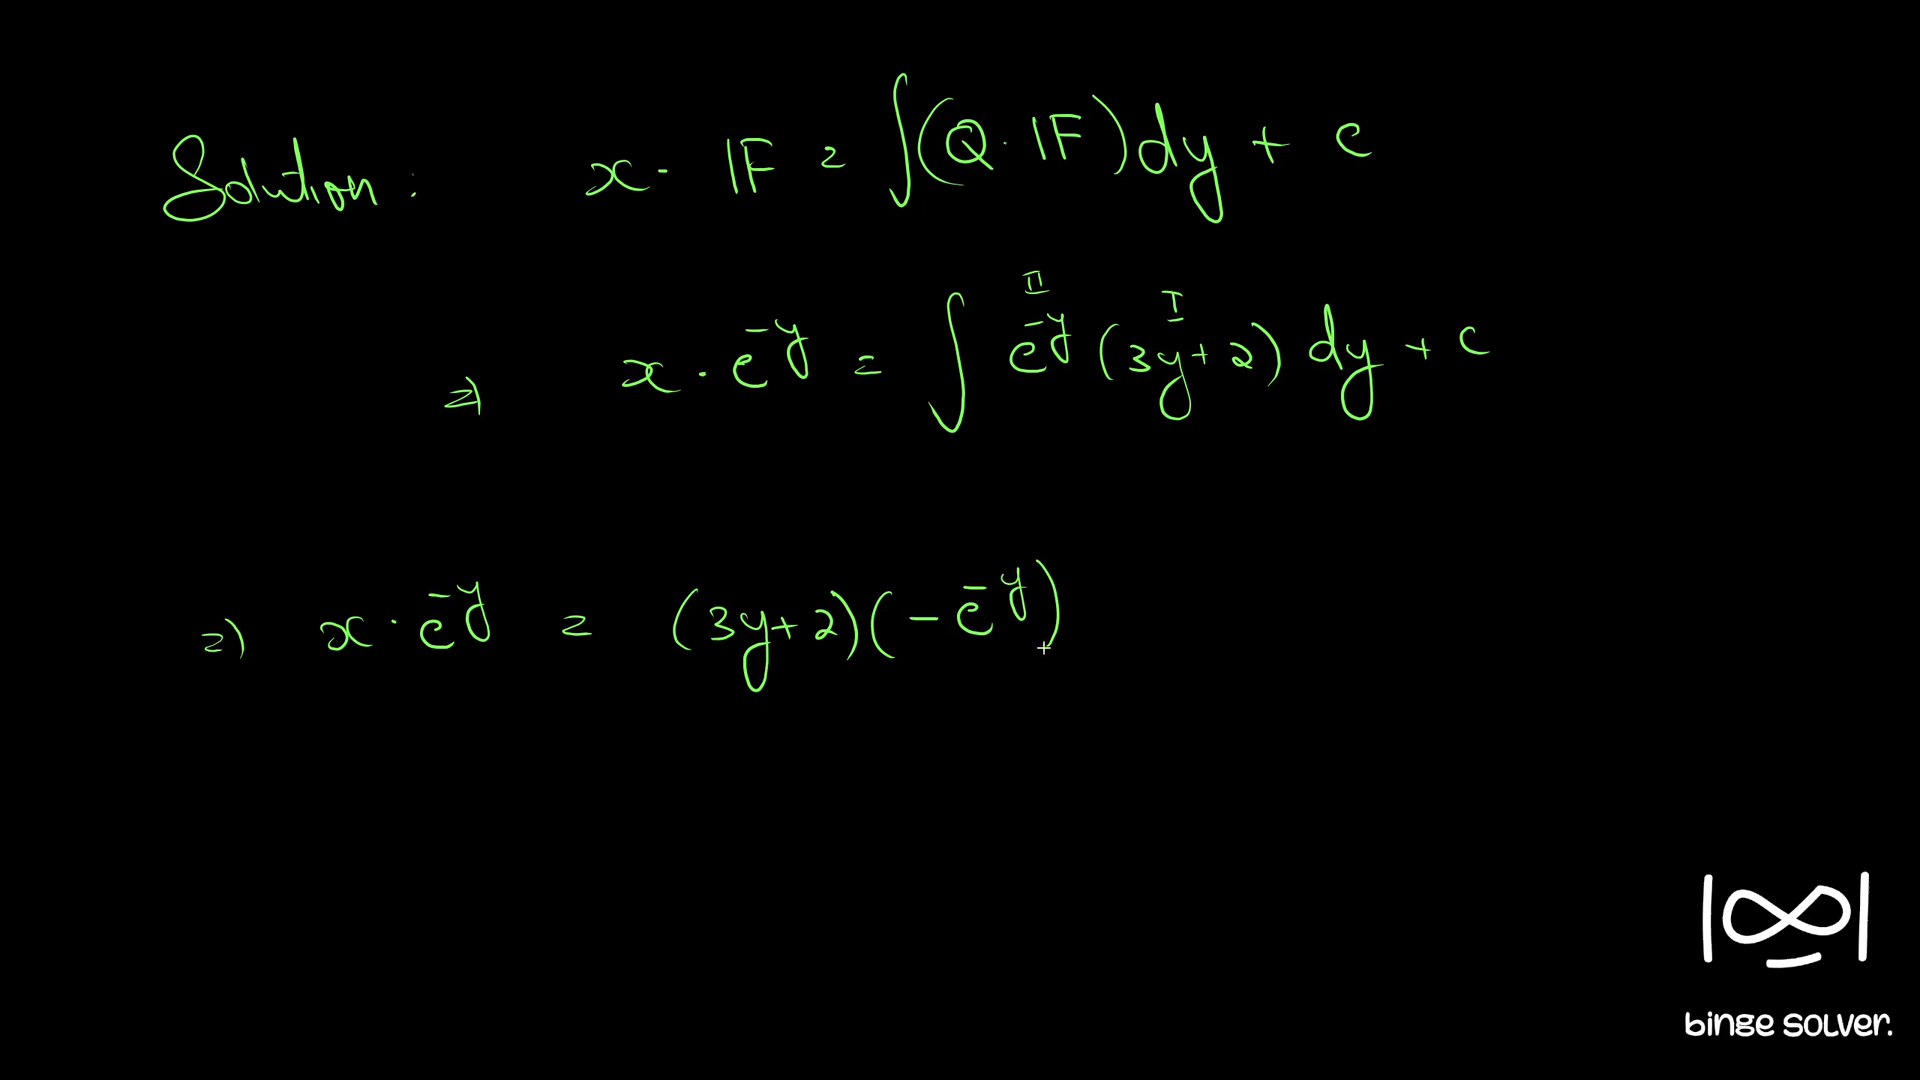 Solution : x · IF = ∫(Q · IF) dy + c
⇒ x · e^-y = ∫ e^-y (3y + 2) dy + c
II I
⇒ x · e^-y = (3y + 2)(- e^-y)
binge solver.